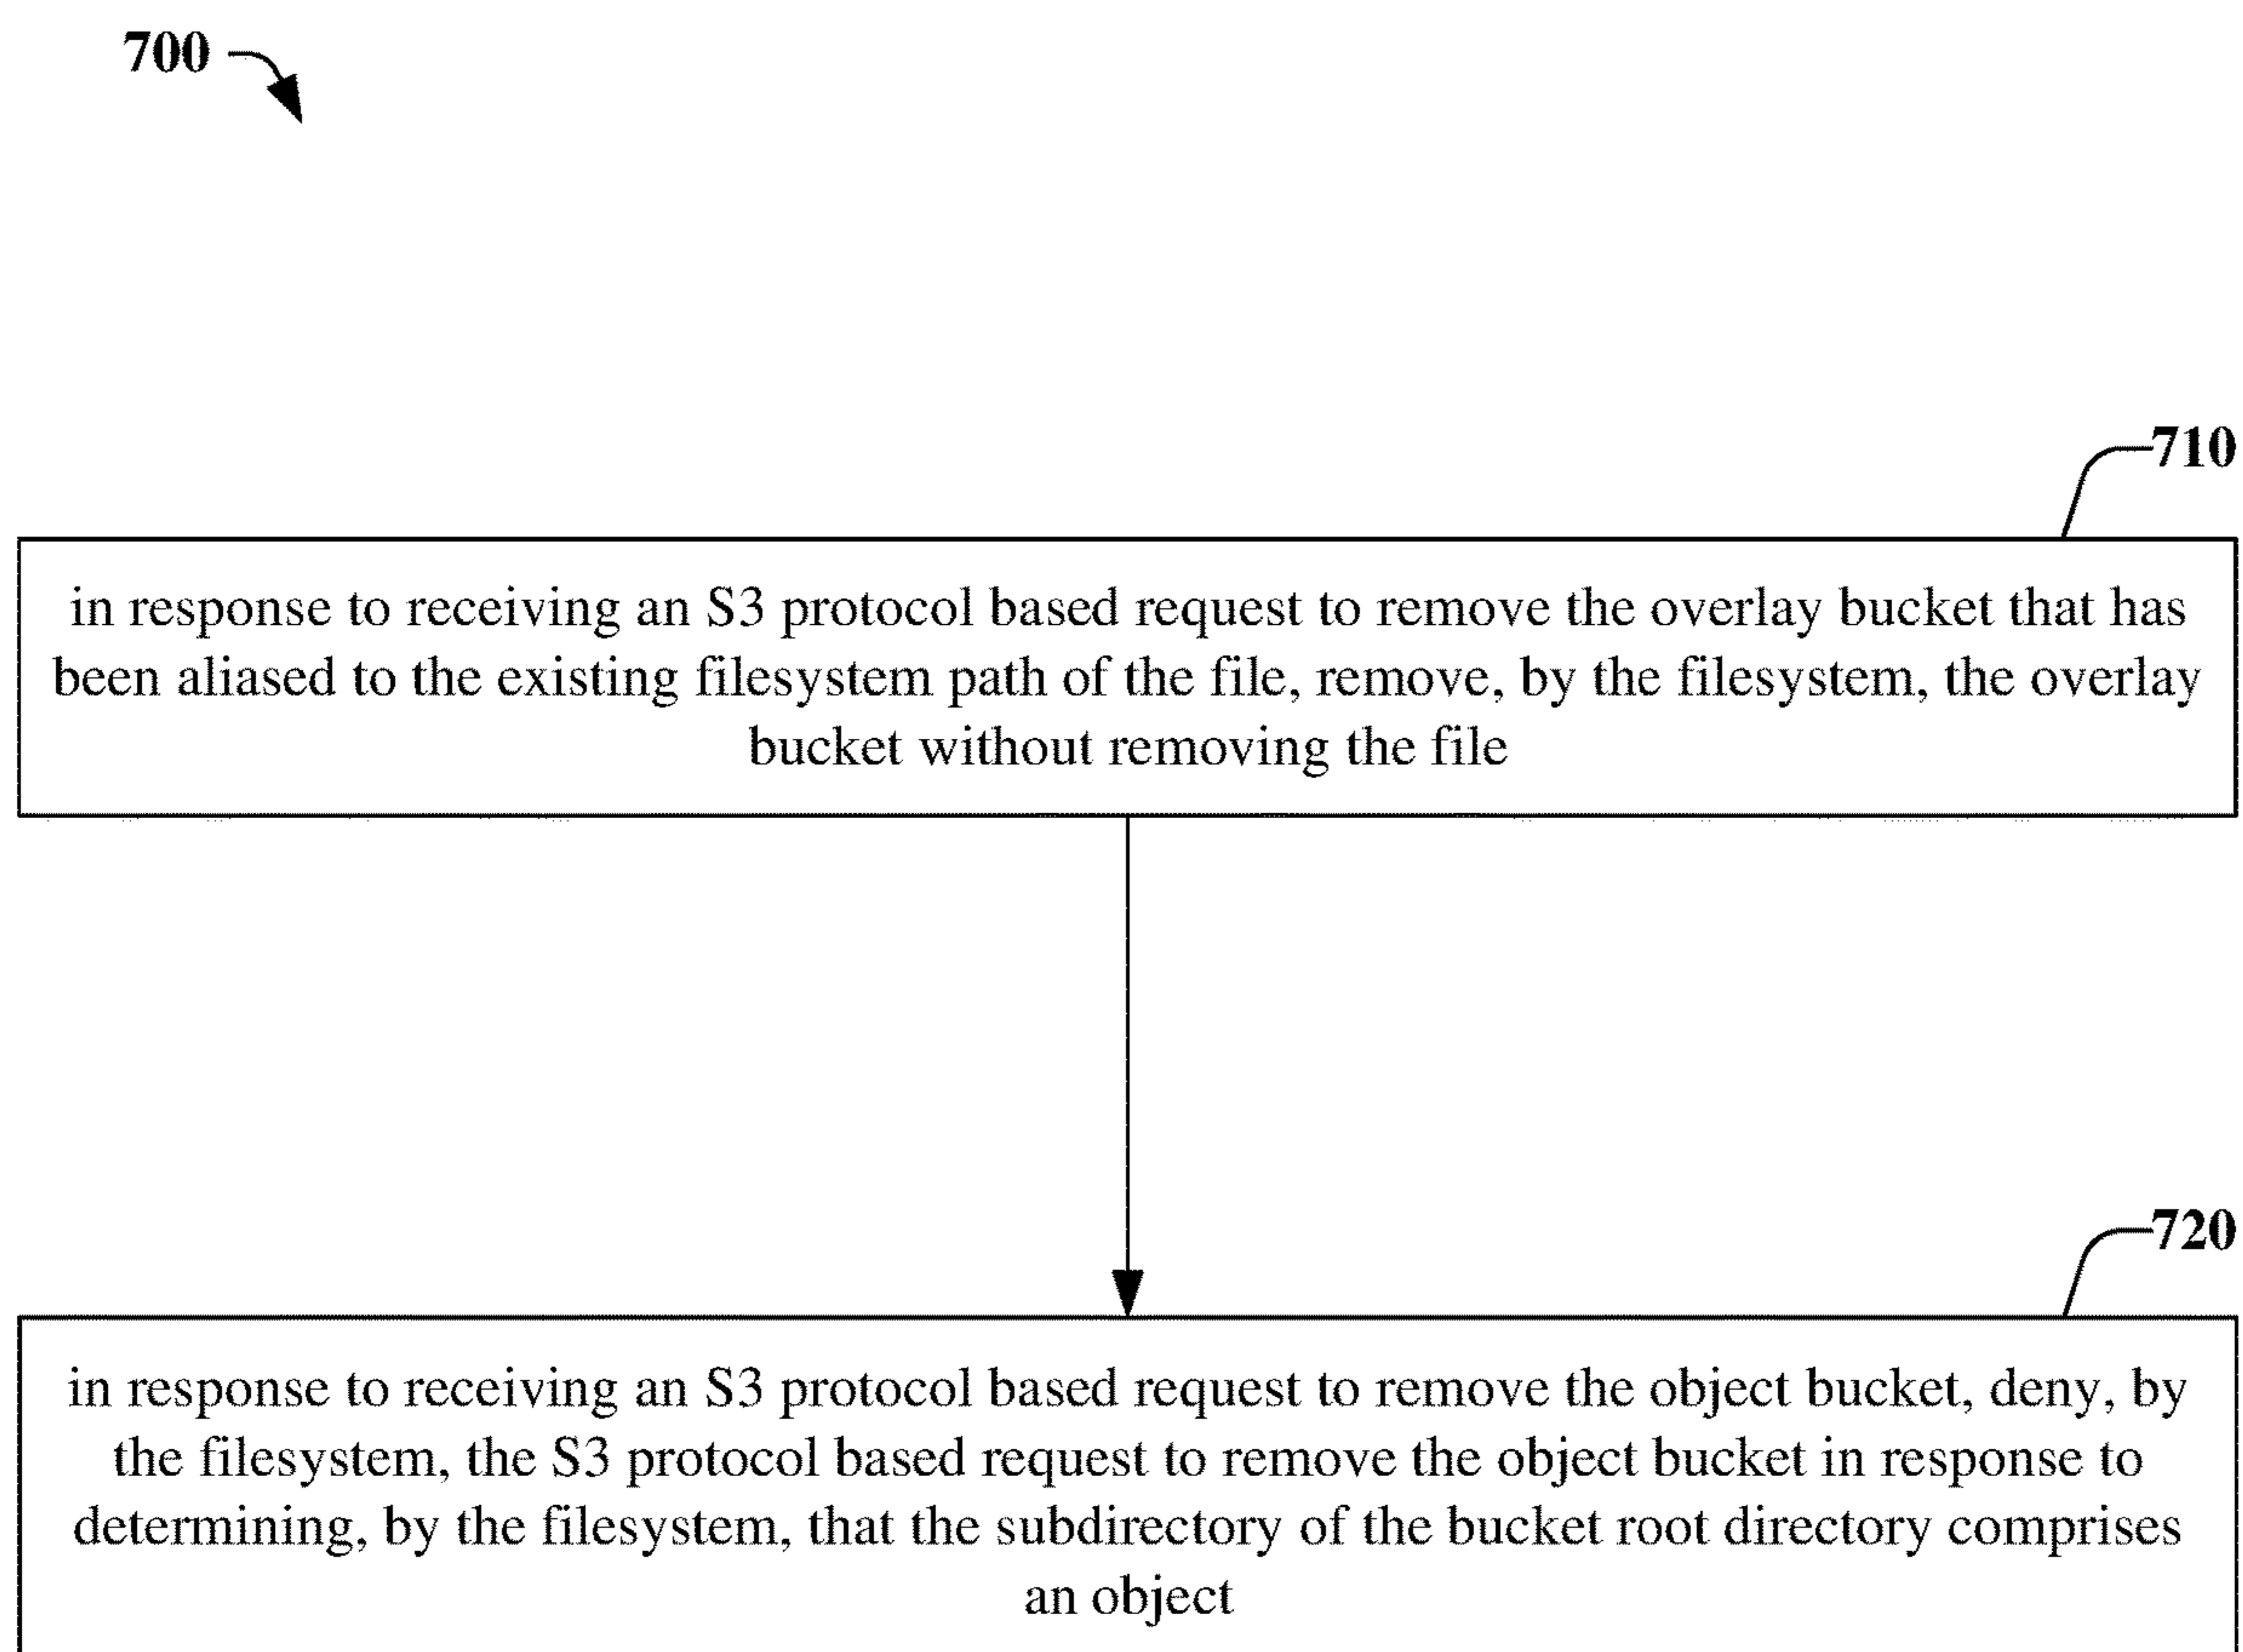 700
710
in response to receiving an S3 protocol based request to remove the overlay bucket that has
been aliased to the existing filesystem path of the file, remove, by the filesystem, the overlay
bucket without removing the file
720
in response to receiving an S3 protocol based request to remove the object bucket, deny, by
the filesystem, the S3 protocol based request to remove the object bucket in response to
determining, by the filesystem, that the subdirectory of the bucket root directory comprises
an object